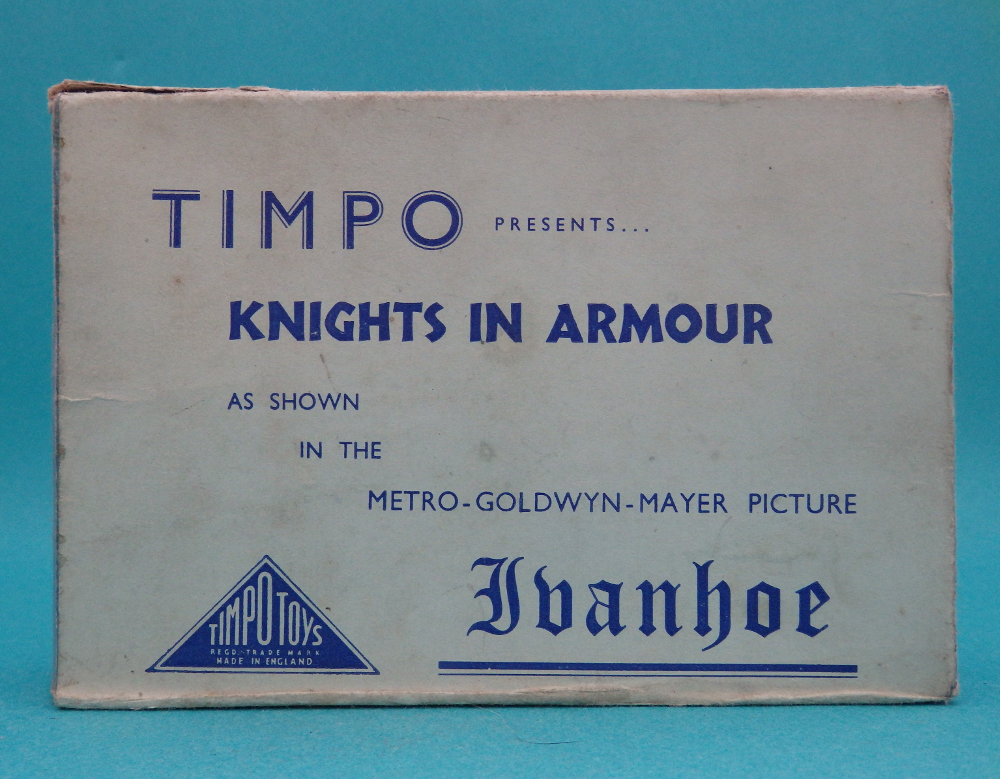 TIMPO PRESENTS...
KNIGHTS IN ARMOUR
AS SHOWN
IN THE
METRO-GOLDWYN-MAYER PICTURE
Ivanhoe
TIMPO TOYS
REGD. TRADE MARK
MADE IN ENGLAND